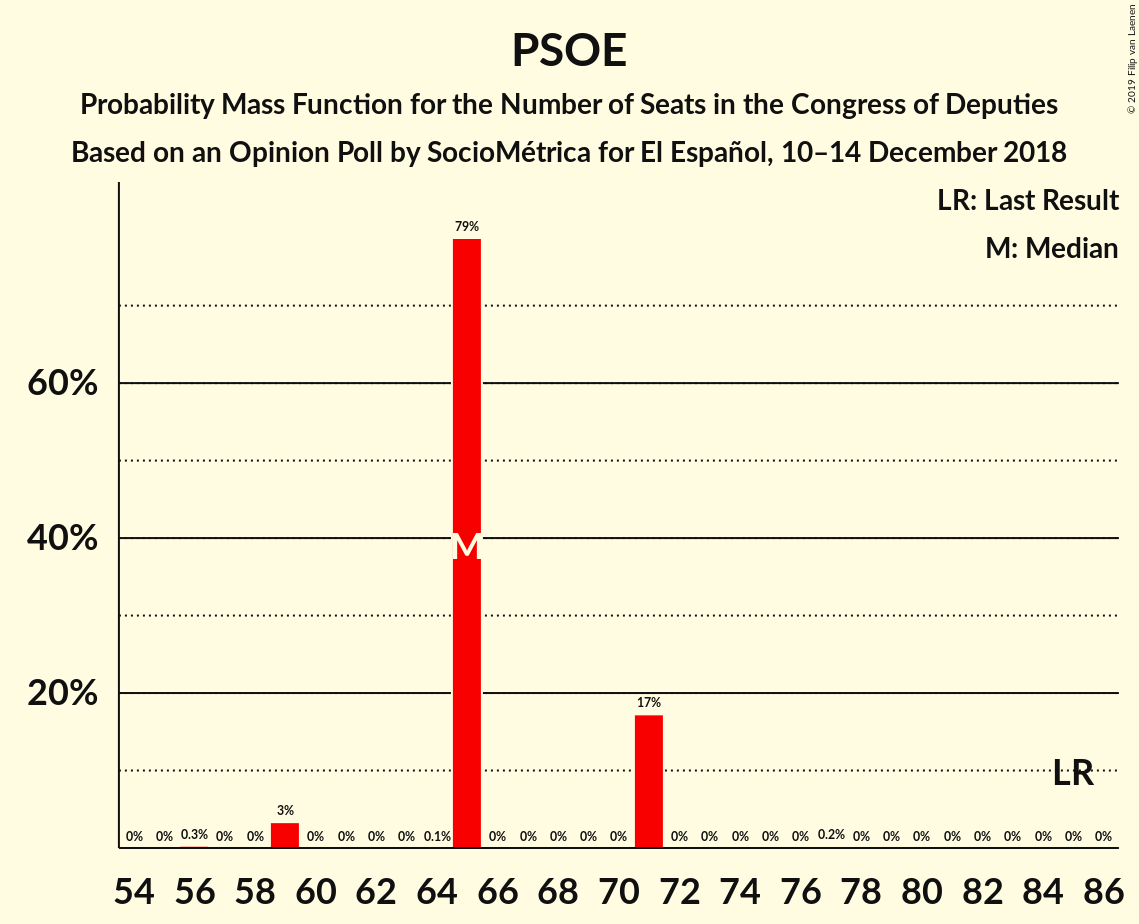 PSOE
Probability Mass Function for the Number of Seats in the Congress of Deputies
Based on an Opinion Poll by SocioMétrica for El Español, 10–14 December 2018
© 2019 Filip van Laenen
LR: Last Result
M: Median
79%
60%
40%
M
20%
17%
LR
3%
0% 0% 0.3% 0% 0% 0% 0% 0% 0% 0.1% 0% 0% 0% 0% 0% 0% 0% 0% 0% 0% 0.2% 0% 0% 0% 0% 0% 0% 0% 0% 0%
54 56 58 60 62 64 66 68 70 72 74 76 78 80 82 84 86